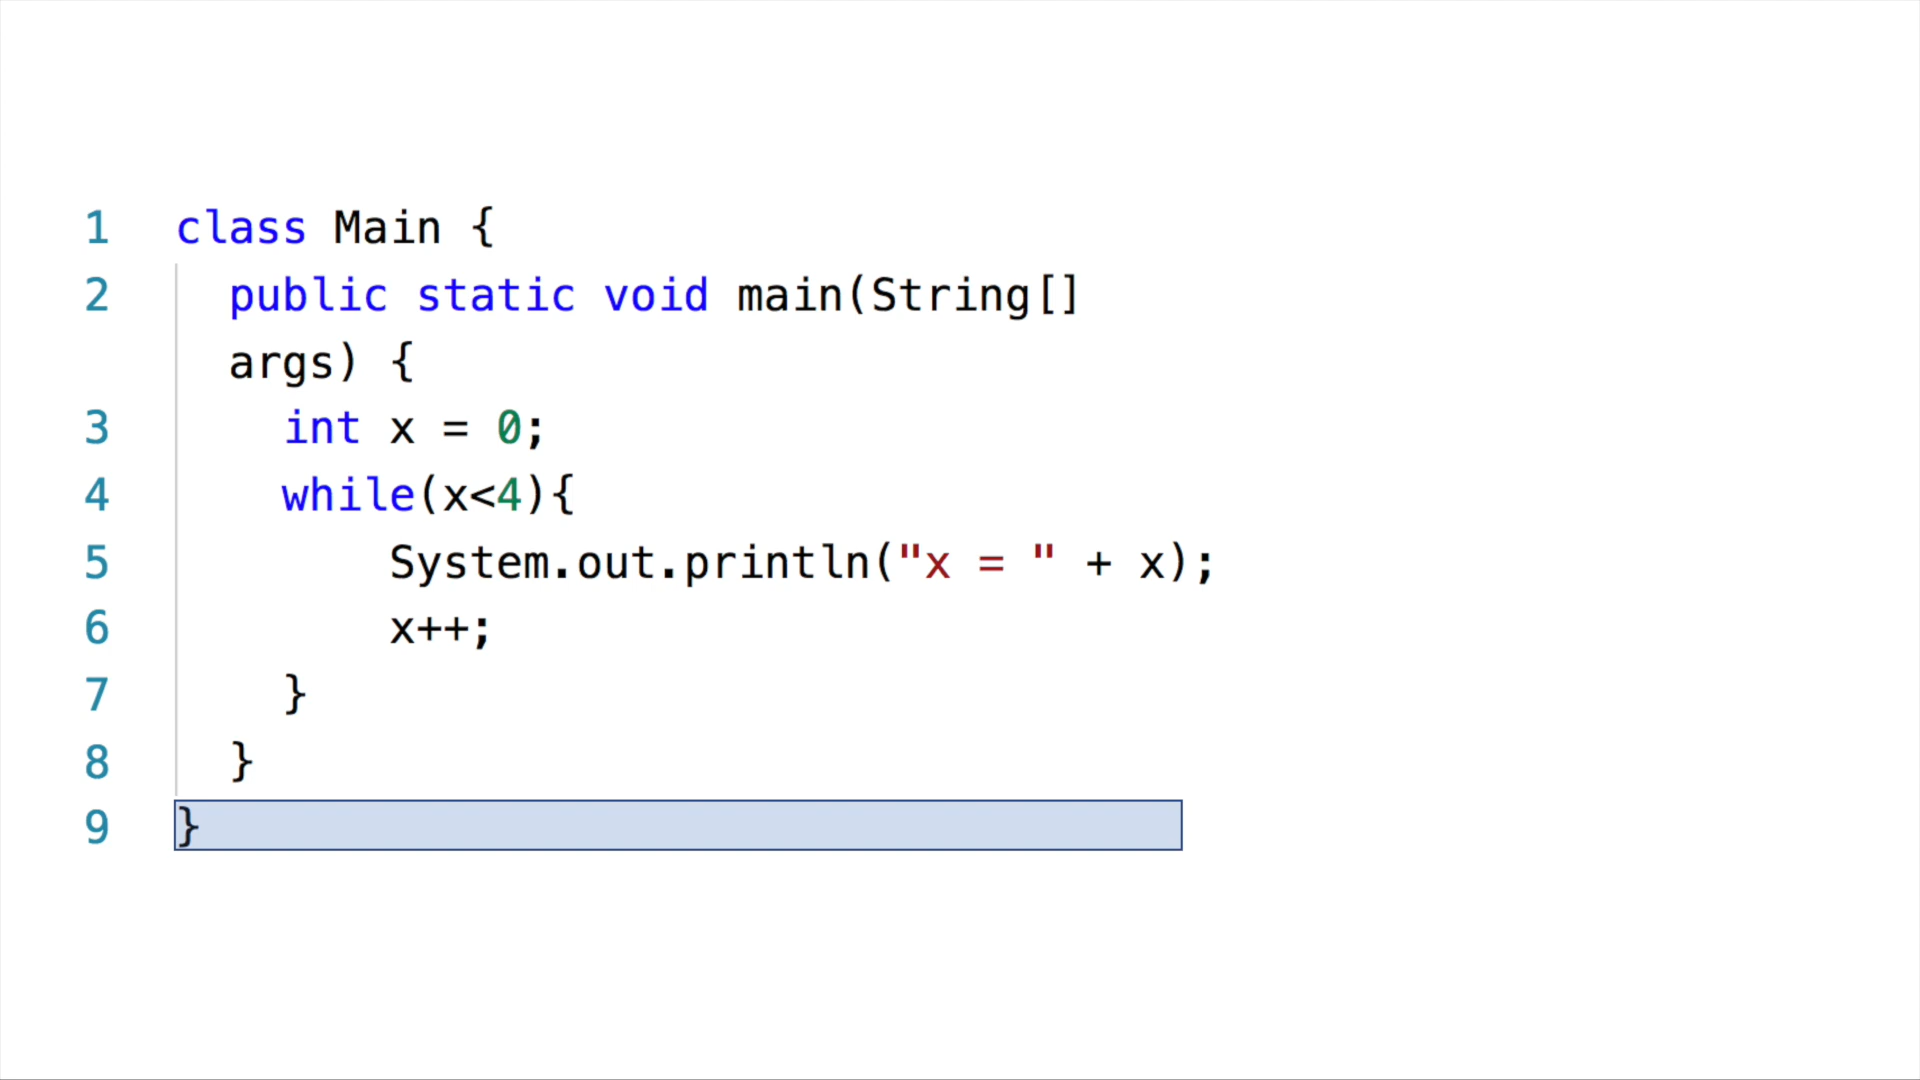 1 class Main {
2 public static void main(String[]
args) {
3 int x = 0;
4 while(x<4){
5 System.out.println("x = " + x);
6 x++;
7 }
8 }
9 }